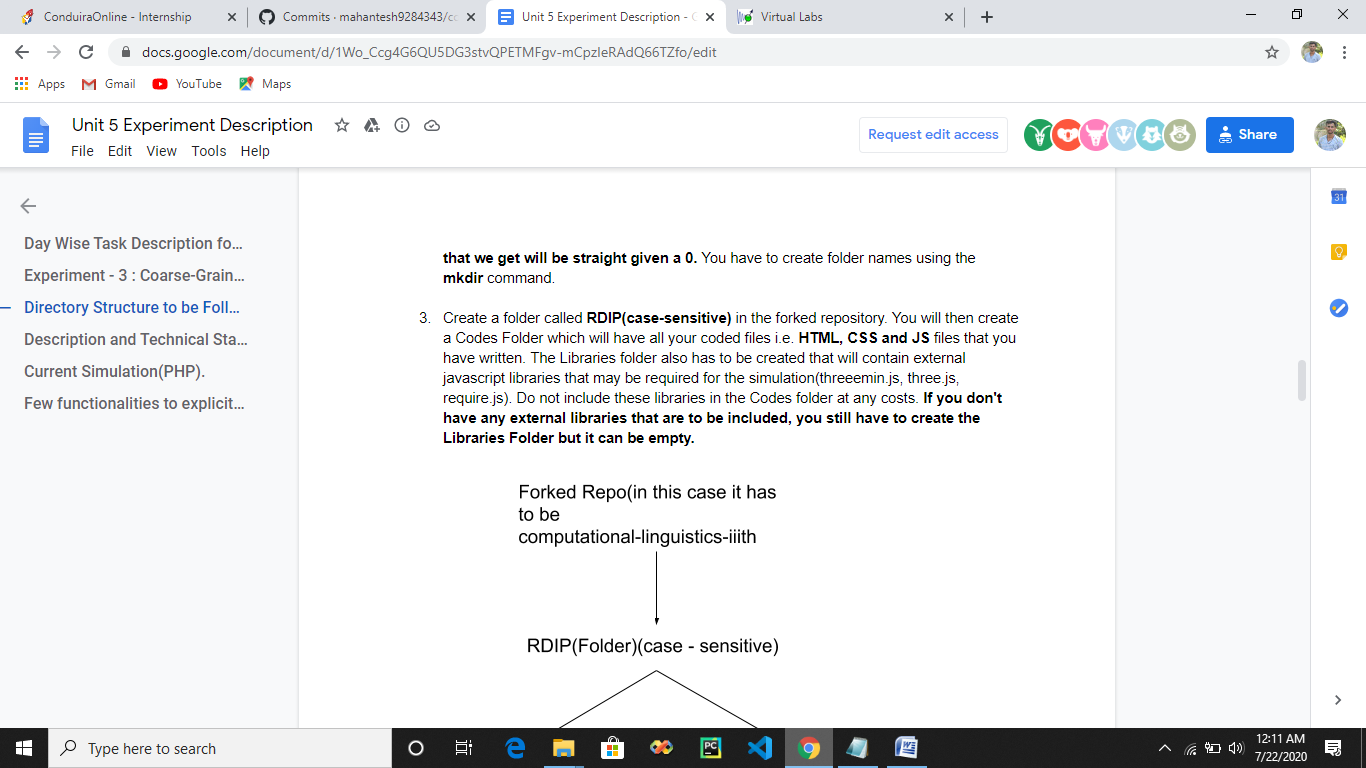 ConduiraOnline - Internship
Commits · mahantesh9284343/co
Unit 5 Experiment Description - G
Virtual Labs
docs.google.com/document/d/1Wo_Ccg4G6QU5DG3stvQPETMFgv-mCpzIeRAdQ66TZfo/edit
Apps
Gmail
YouTube
Maps
Unit 5 Experiment Description
File Edit View Tools Help
Request edit access
Share
31
Day Wise Task Description fo...
Experiment - 3 : Coarse-Grain...
Directory Structure to be Foll...
Description and Technical Sta...
Current Simulation(PHP).
Few functionalities to explicit...
that we get will be straight given a 0. You have to create folder names using the
mkdir command.
3. Create a folder called RDIP(case-sensitive) in the forked repository. You will then create
a Codes Folder which will have all your coded files i.e. HTML, CSS and JS files that you
have written. The Libraries folder also has to be created that will contain external
javascript libraries that may be required for the simulation(threeemin.js, three.js,
require.js). Do not include these libraries in the Codes folder at any costs. If you don't
have any external libraries that are to be included, you still have to create the
Libraries Folder but it can be empty.
Forked Repo(in this case it has
to be
computational-linguistics-iiith
RDIP(Folder)(case - sensitive)
Type here to search
PC
12:11 AM
7/22/2020